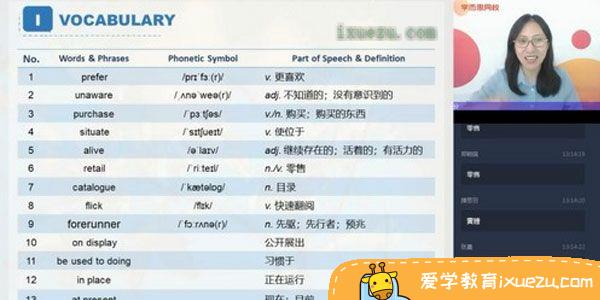 I VOCABULARY
ixuezu.com
学而思网校
No. Words & Phrases Phonetic Symbol Part of Speech & Definition
1 prefer /prɪˈfɜː(r)/ v. 更喜欢
2 unaware /ˌʌnəˈweə(r)/ adj. 不知道的；没有意识到的
3 purchase /ˈpɜːtʃəs/ v./n. 购买；购买的东西
4 situate /ˈsɪtʃueɪt/ v. 使位于
5 alive /əˈlaɪv/ adj. 继续存在的；活着的；有活力的
6 retail /ˈriːteɪl/ n./v. 零售
7 catalogue /ˈkætəlɒɡ/ n. 目录
8 flick /flɪk/ v. 快速翻阅
9 forerunner /ˈfɔːrʌnə(r)/ n. 先驱；先行者；预兆
10 on display 公开展出
11 be used to doing 习惯于
12 in place 正在运行
13 at present 现在；目前
零售
13:14:19
零售
13:14:20
13:14:22
爱学教育ixuezu.com